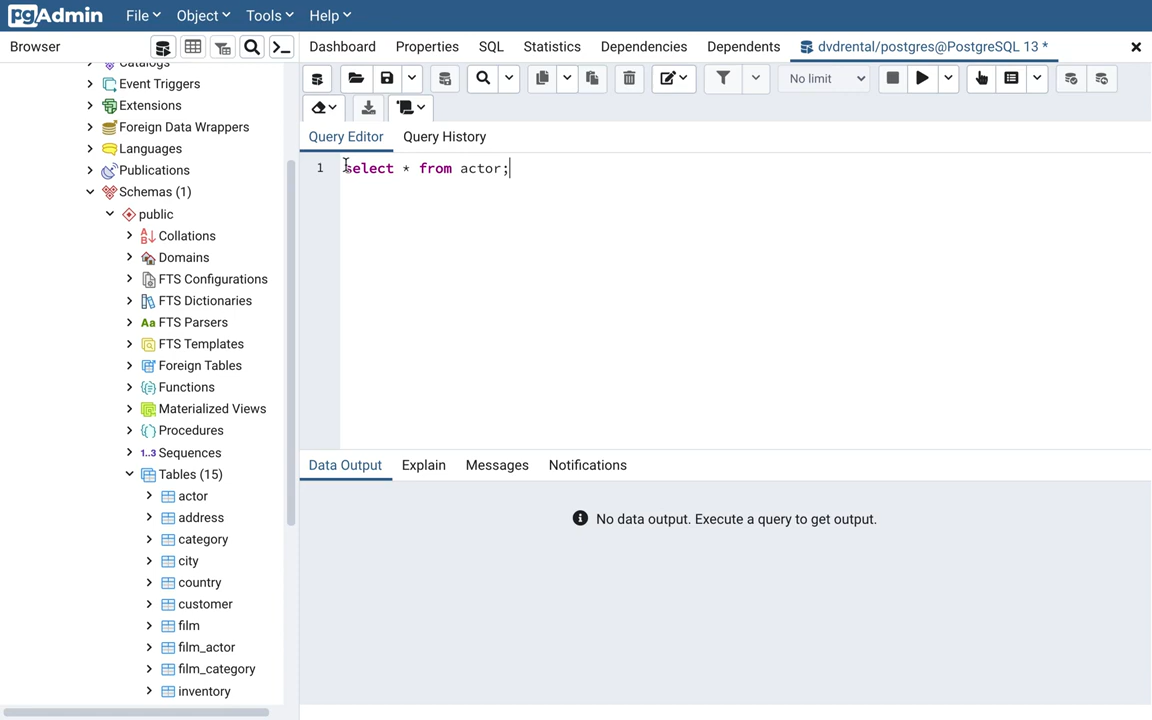 pgAdmin File Object Tools Help
Browser
Dashboard Properties SQL Statistics Dependencies Dependents dvdrental/postgres@PostgreSQL 13 *
No limit
Query Editor Query History
1 select * from actor;
Catalogs
Event Triggers
Extensions
Foreign Data Wrappers
Languages
Publications
Schemas (1)
public
Collations
Domains
FTS Configurations
FTS Dictionaries
Aa FTS Parsers
FTS Templates
Foreign Tables
Functions
Materialized Views
Procedures
1..3 Sequences
Tables (15)
actor
address
category
city
country
customer
film
film_actor
film_category
inventory
Data Output Explain Messages Notifications
No data output. Execute a query to get output.